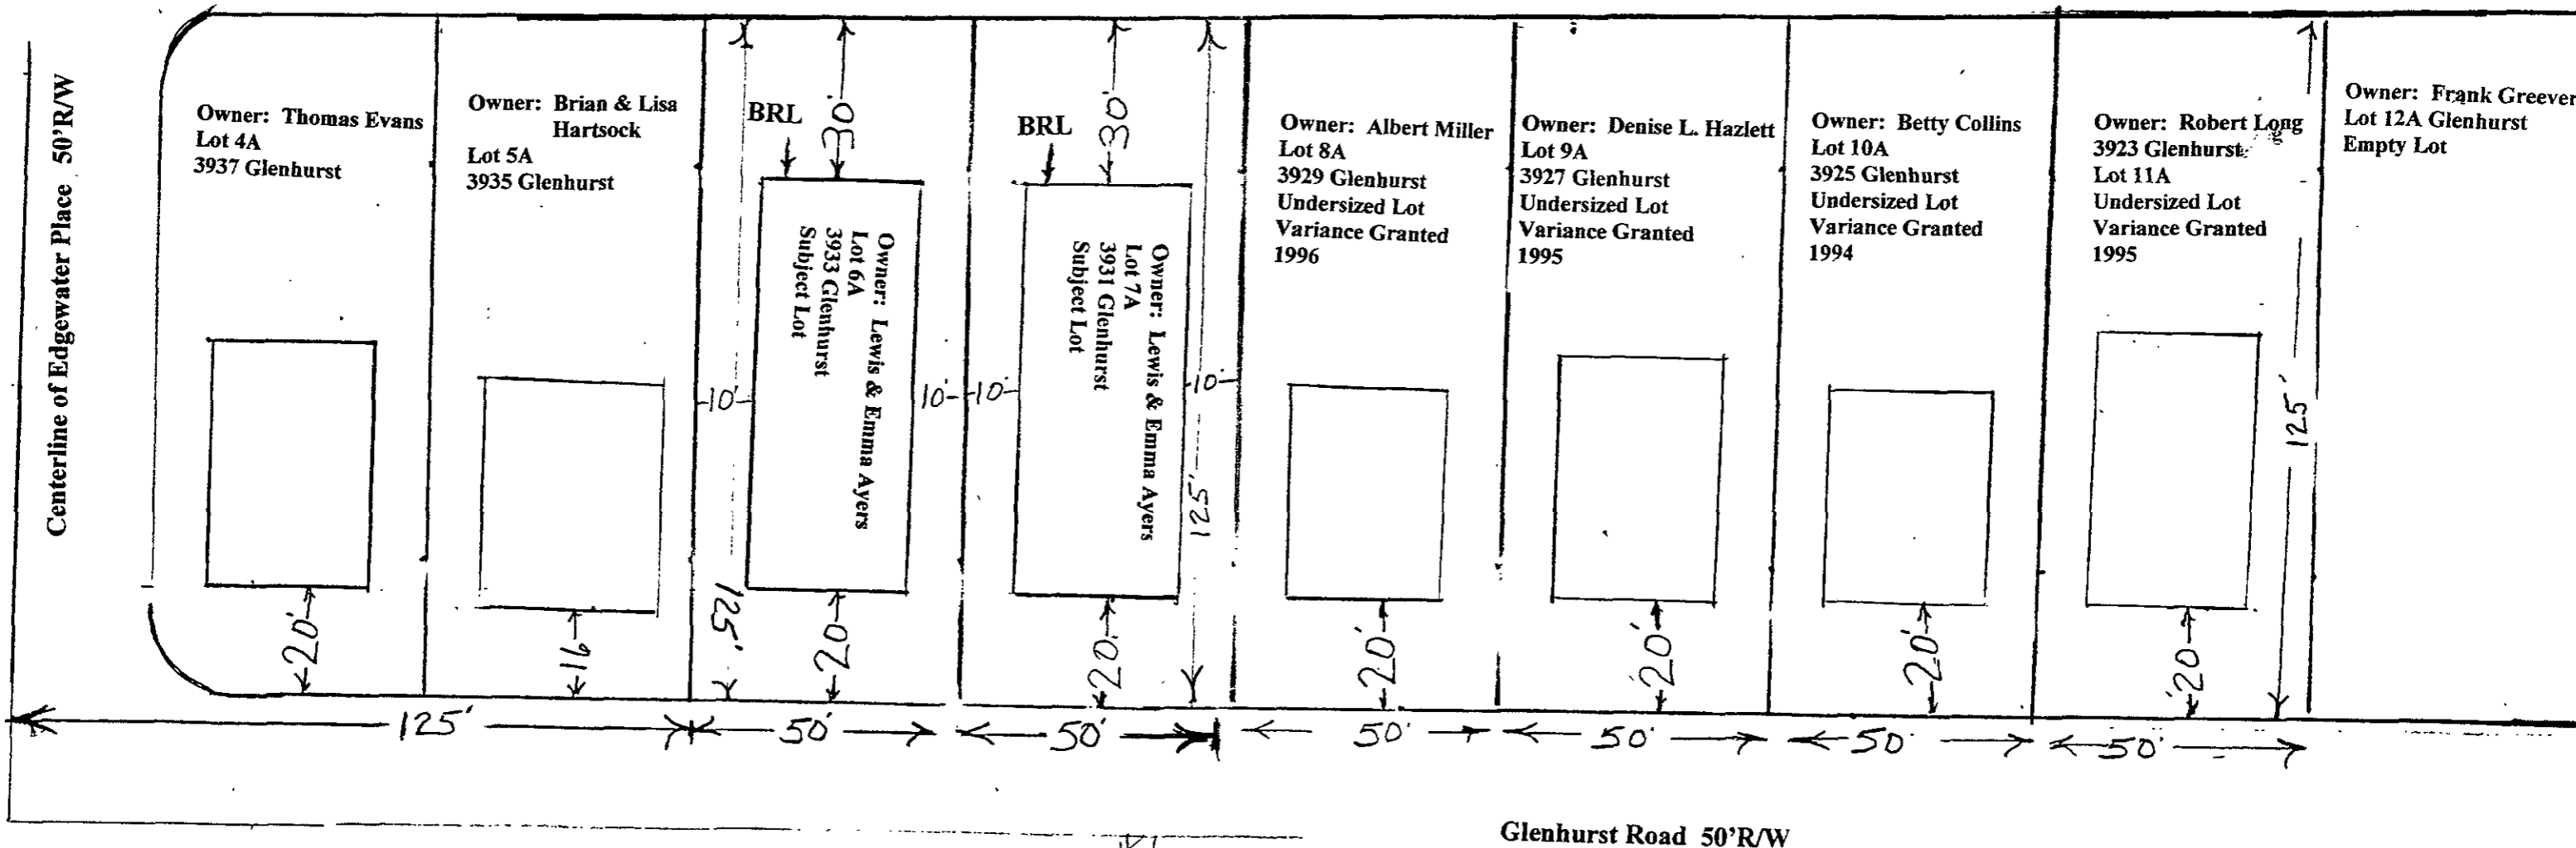 Centerline of Edgewater Place 50'R/W
Owner: Thomas Evans
Lot 4A
3937 Glenhurst
20'
Owner: Brian & Lisa
Hartsock
Lot 5A
3935 Glenhurst
16
BRL
30'
Owner: Lewis & Emma Ayers
Lot 6A
3933 Glenhurst
Subject Lot
10'
10'
125'
20
BRL
30'
Owner: Lewis & Emma Ayers
Lot 7A
3931 Glenhurst
Subject Lot
10'
10'
125'
20'
Owner: Albert Miller
Lot 8A
3929 Glenhurst
Undersized Lot
Variance Granted
1996
20'
Owner: Denise L. Hazlett
Lot 9A
3927 Glenhurst
Undersized Lot
Variance Granted
1995
20'
Owner: Betty Collins
Lot 10A
3925 Glenhurst
Undersized Lot
Variance Granted
1994
20'
Owner: Robert Long
3923 Glenhurst
Lot 11A
Undersized Lot
Variance Granted
1995
20'
125'
Owner: Frank Greever
Lot 12A Glenhurst
Empty Lot
125' 50' 50' 50' 50' 50' 50'
Glenhurst Road 50'R/W